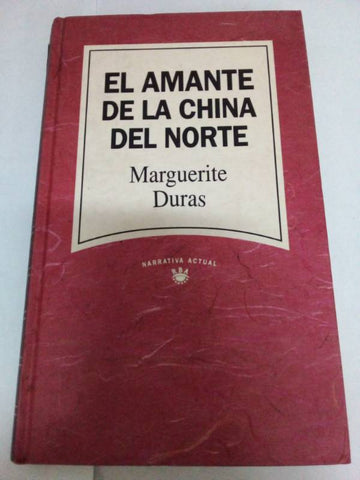 EL AMANTE
DE LA CHINA
DEL NORTE
Marguerite
Duras
NARRATIVA ACTUAL
RBA